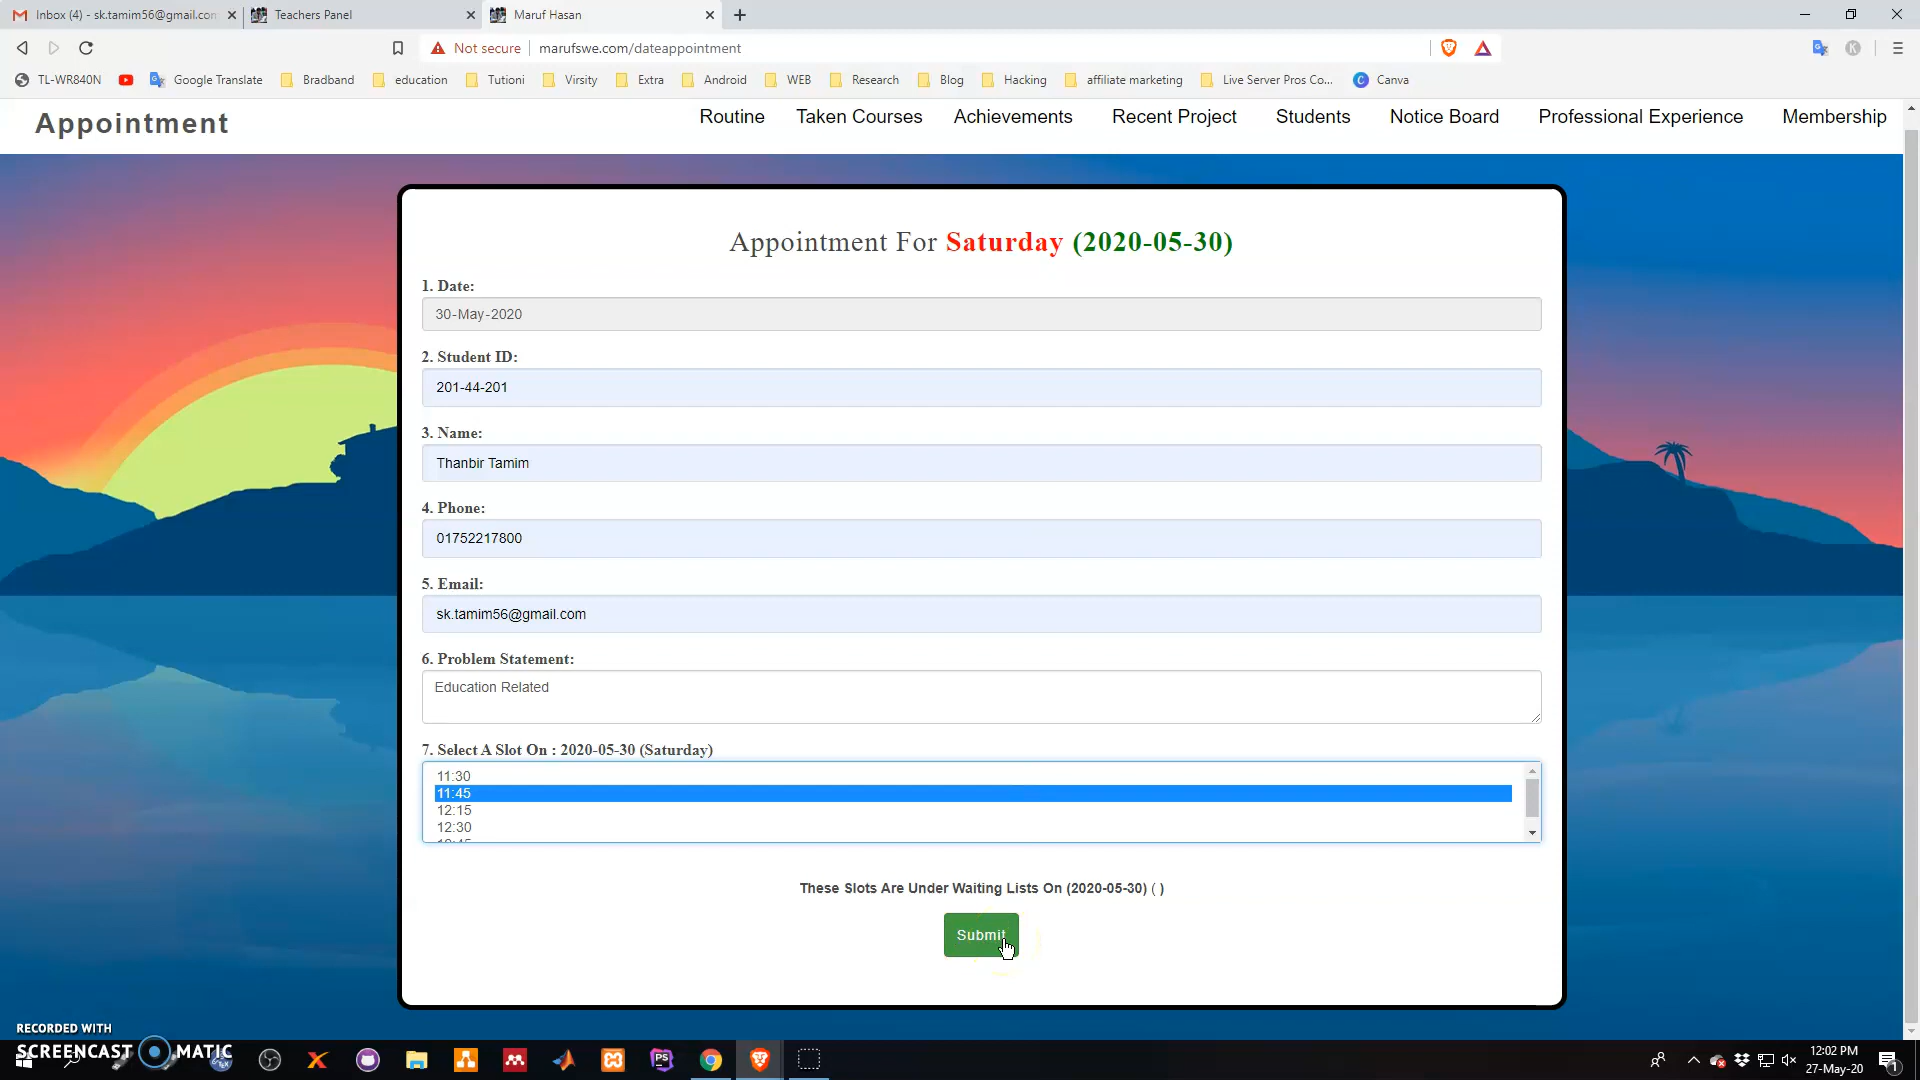 Inbox (4) - sk.tamim56@gmail.com
Teachers Panel
Maruf Hasan
Not secure
marufswe.com/dateappointment
TL-WR840N
Google Translate
Bradband
education
Tutioni
Virsity
Extra
Android
WEB
Research
Blog
Hacking
affiliate marketing
Live Server Pros Co...
Canva
Appointment
Routine
Taken Courses
Achievements
Recent Project
Students
Notice Board
Professional Experience
Membership
Appointment For Saturday (2020-05-30)
1. Date:
30-May-2020
2. Student ID:
201-44-201
3. Name:
Thanbir Tamim
4. Phone:
01752217800
5. Email:
sk.tamim56@gmail.com
6. Problem Statement:
Education Related
7. Select A Slot On : 2020-05-30 (Saturday)
11:30
11:45
12:15
12:30
These Slots Are Under Waiting Lists On (2020-05-30) ( )
Submit
RECORDED WITH
SCREENCAST MATIC
12:02 PM
27-May-20